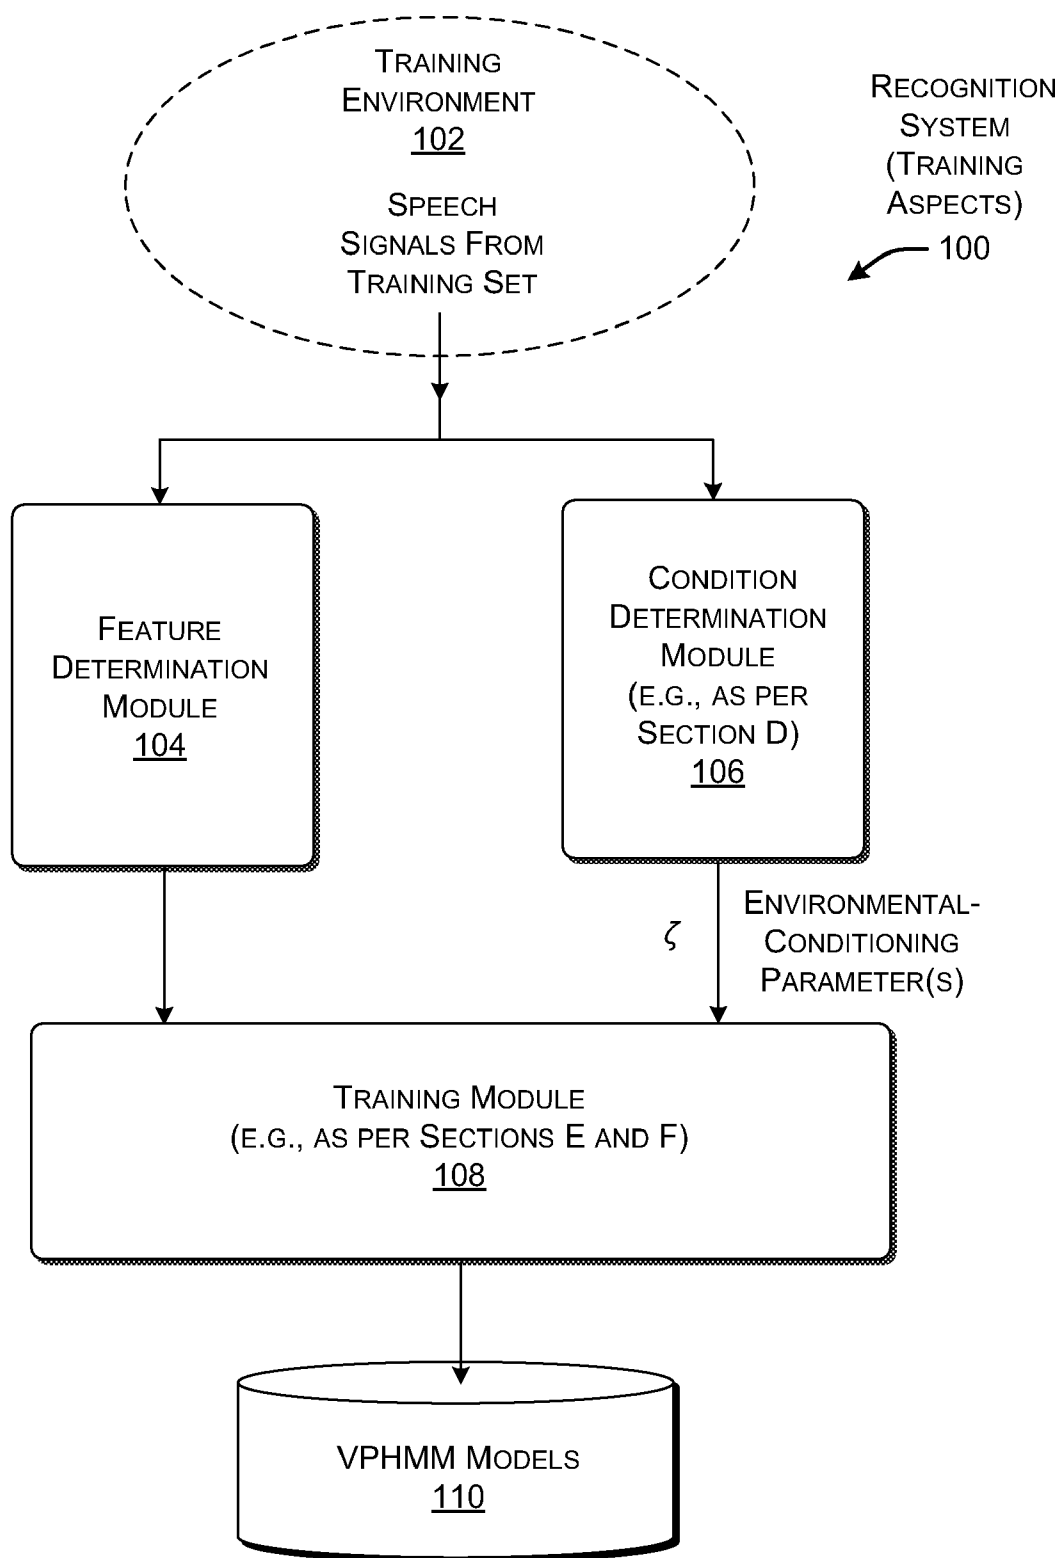 TRAINING
ENVIRONMENT
102
SPEECH
SIGNALS FROM
TRAINING SET
RECOGNITION
SYSTEM
(TRAINING
ASPECTS)
100
FEATURE
DETERMINATION
MODULE
104
CONDITION
DETERMINATION
MODULE
(E.G., AS PER
SECTION D)
106
ζ
ENVIRONMENTAL-
CONDITIONING
PARAMETER(S)
TRAINING MODULE
(E.G., AS PER SECTIONS E AND F)
108
VPHMM MODELS
110